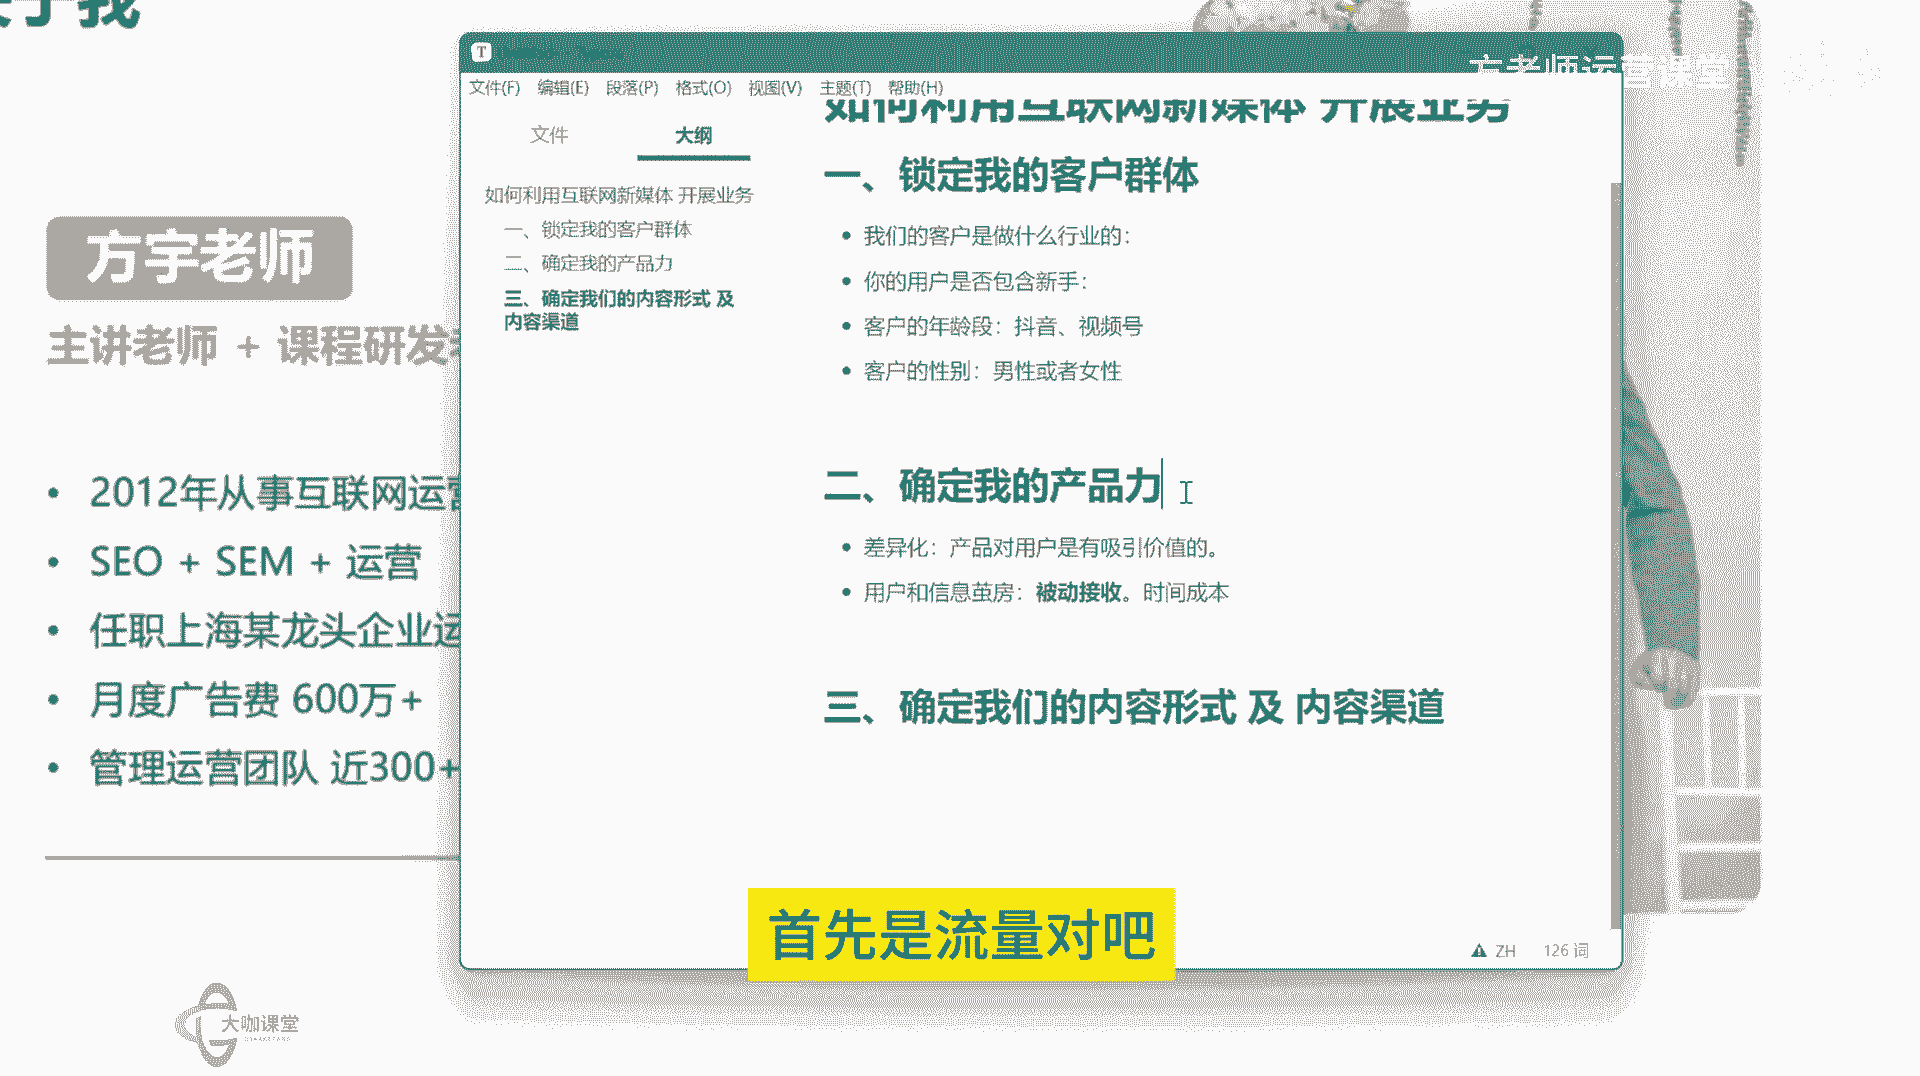 方老师运营课堂
T
文件(F) 编辑(E) 段落(P) 格式(O) 视图(V) 主题(T) 帮助(H)
文件 大纲
如何利用互联网新媒体 开展业务
一、锁定我的客户群体
二、确定我的产品力
三、确定我们的内容形式 及
内容渠道
如何利用互联网新媒体 开展业务
一、锁定我的客户群体
• 我们的客户是做什么行业的：
• 你的用户是否包含新手：
• 客户的年龄段：抖音、视频号
• 客户的性别：男性或者女性
二、确定我的产品力
• 差异化：产品对用户是有吸引价值的。
• 用户和信息茧房：被动接收。时间成本
三、确定我们的内容形式 及 内容渠道
ZH 126 词
方宇老师
主讲老师 + 课程研发
• 2012年从事互联网运营
• SEO + SEM + 运营
• 任职上海某龙头企业运
• 月度广告费 600万+
• 管理运营团队 近300+
首先是流量对吧
大咖课堂